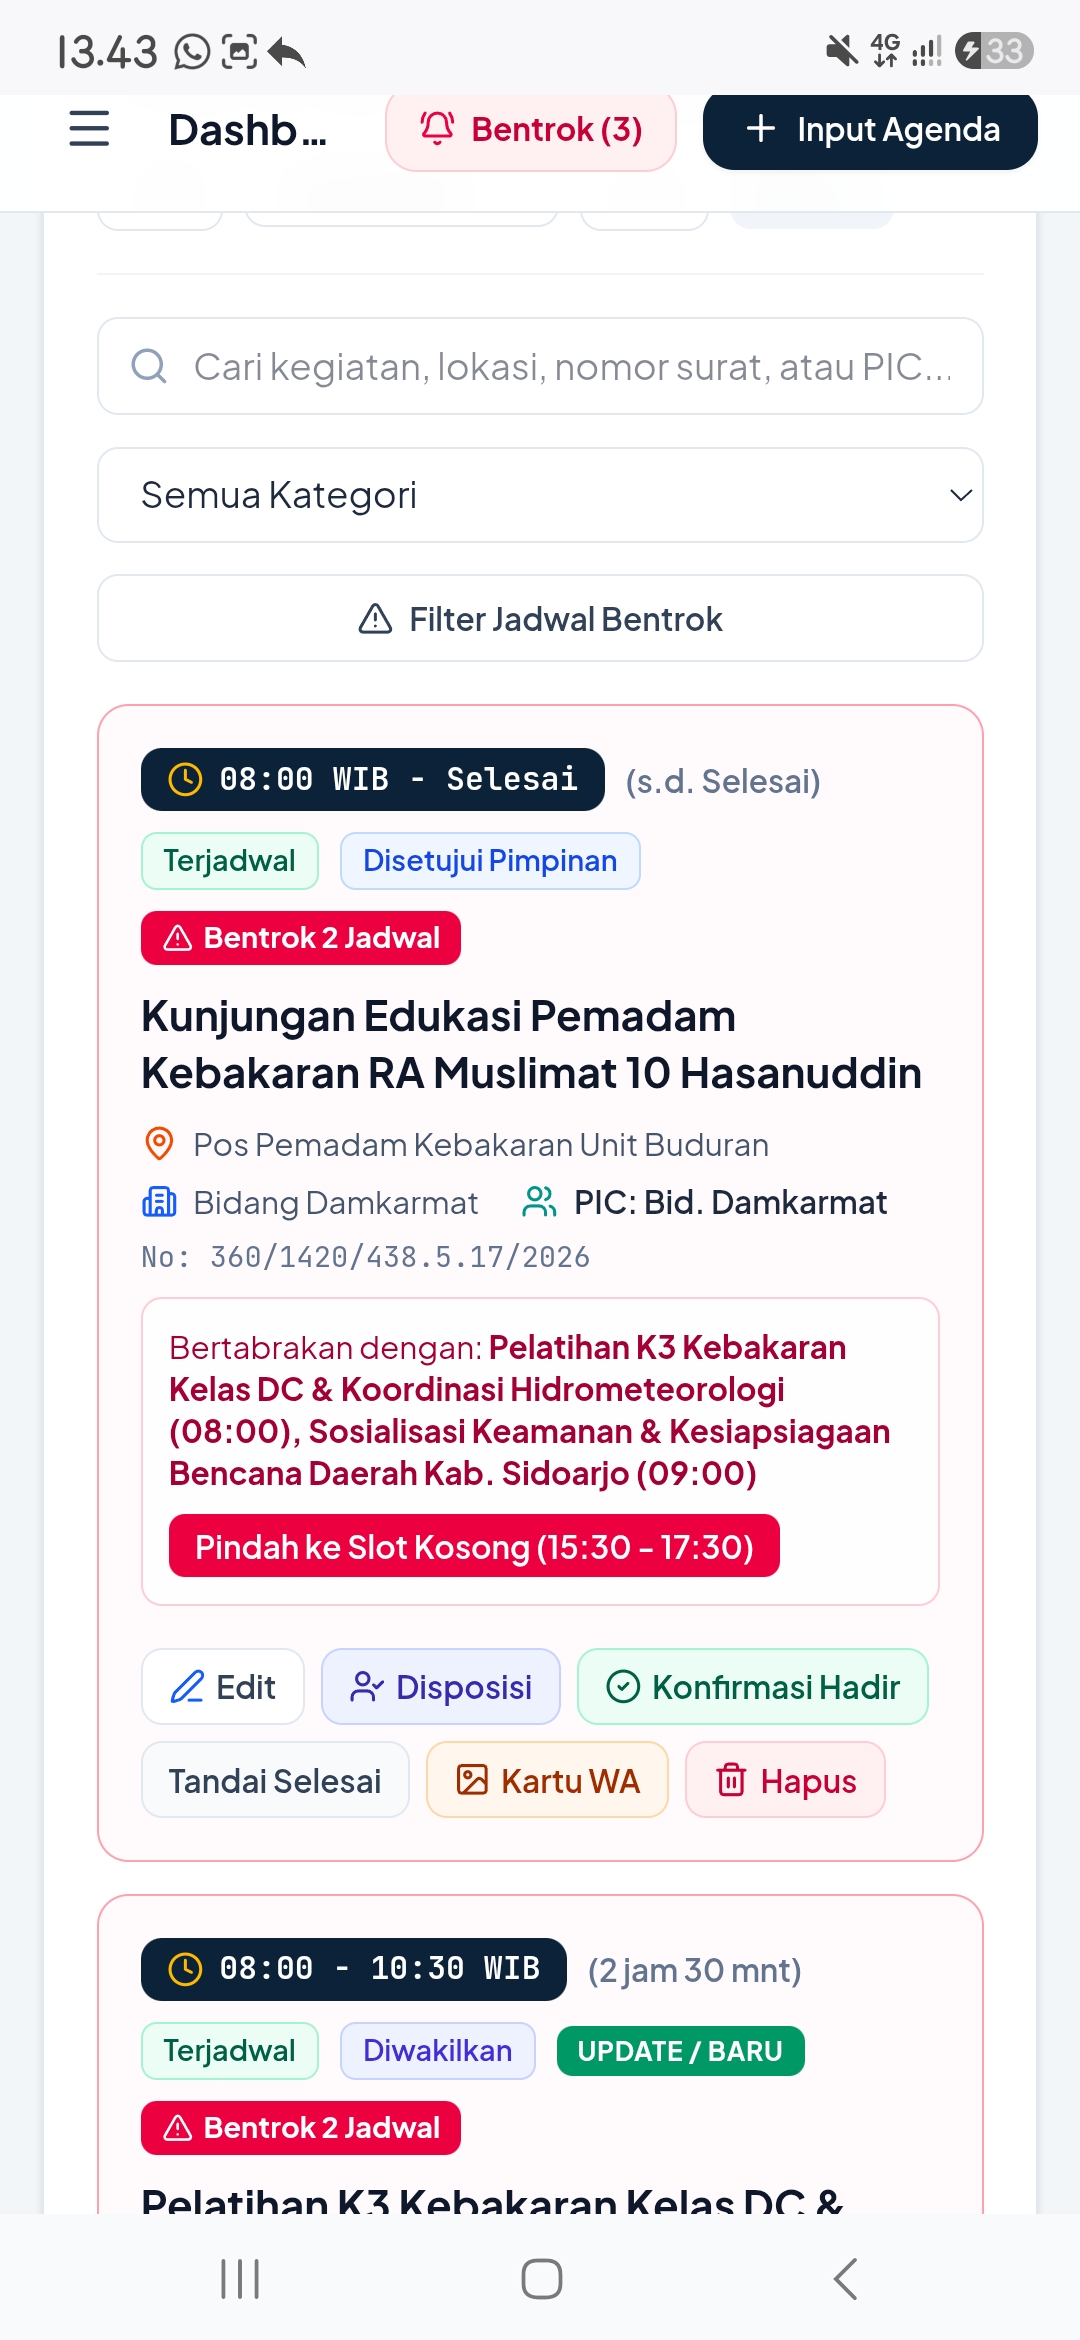 13.43
4G
33
Dashb...
Bentrok (3)
+ Input Agenda
Cari kegiatan, lokasi, nomor surat, atau PIC...
Semua Kategori
Filter Jadwal Bentrok
08:00 WIB - Selesai (s.d. Selesai)
Terjadwal Disetujui Pimpinan
Bentrok 2 Jadwal
Kunjungan Edukasi Pemadam
Kebakaran RA Muslimat 10 Hasanuddin
Pos Pemadam Kebakaran Unit Buduran
Bidang Damkarmat PIC: Bid. Damkarmat
No: 360/1420/438.5.17/2026
Bertabrakan dengan: Pelatihan K3 Kebakaran
Kelas DC & Koordinasi Hidrometeorologi
(08:00), Sosialisasi Keamanan & Kesiapsiagaan
Bencana Daerah Kab. Sidoarjo (09:00)
Pindah ke Slot Kosong (15:30 - 17:30)
Edit Disposisi Konfirmasi Hadir
Tandai Selesai Kartu WA Hapus
08:00 - 10:30 WIB (2 jam 30 mnt)
Terjadwal Diwakilkan UPDATE / BARU
Bentrok 2 Jadwal
Pelatihan K3 Kebakaran Kelas DC &